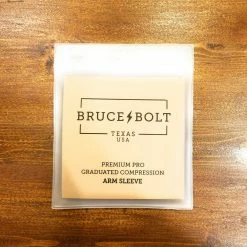 BRUCE BOLT
TEXAS
USA
PREMIUM PRO
GRADUATED COMPRESSION
ARM SLEEVE